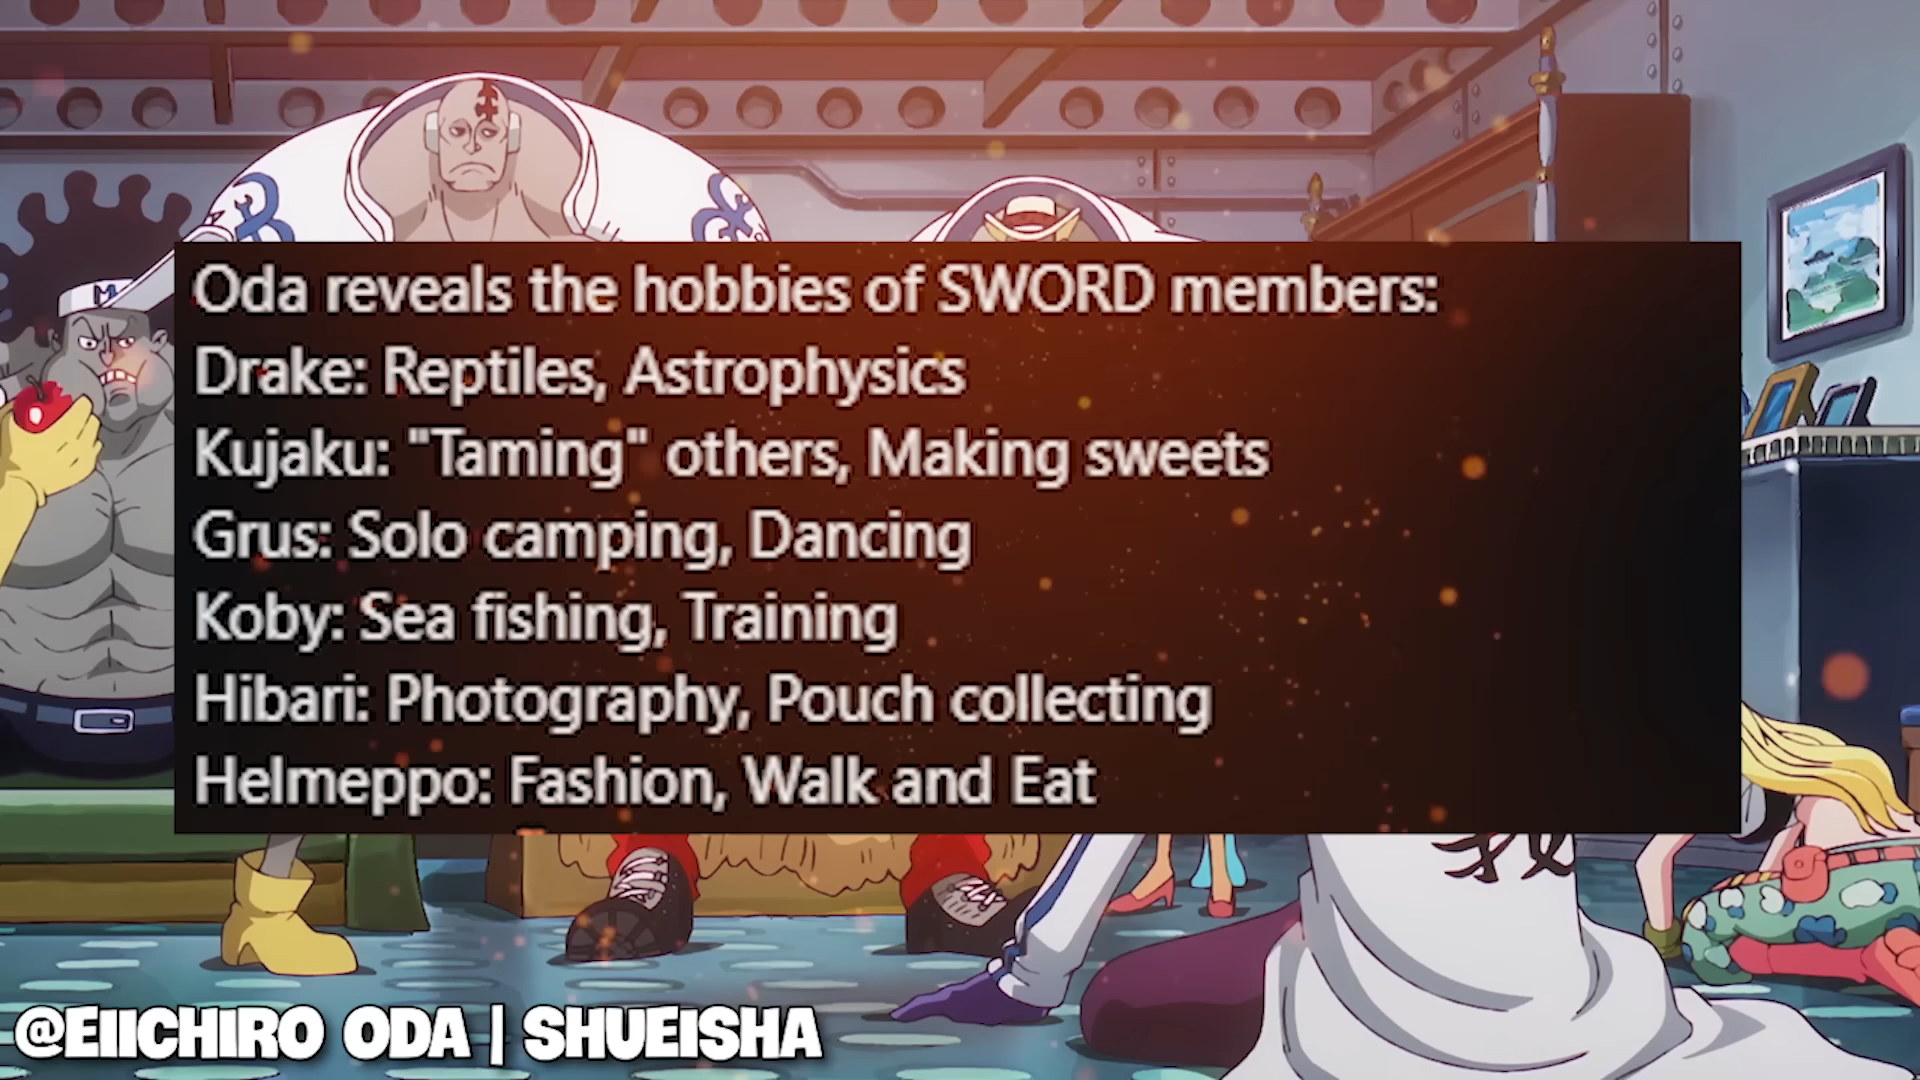 Oda reveals the hobbies of SWORD members:
Drake: Reptiles, Astrophysics
Kujaku: "Taming" others, Making sweets
Grus: Solo camping, Dancing
Koby: Sea fishing, Training
Hibari: Photography, Pouch collecting
Helmeppo: Fashion, Walk and Eat
@EIICHIRO ODA | SHUEISHA